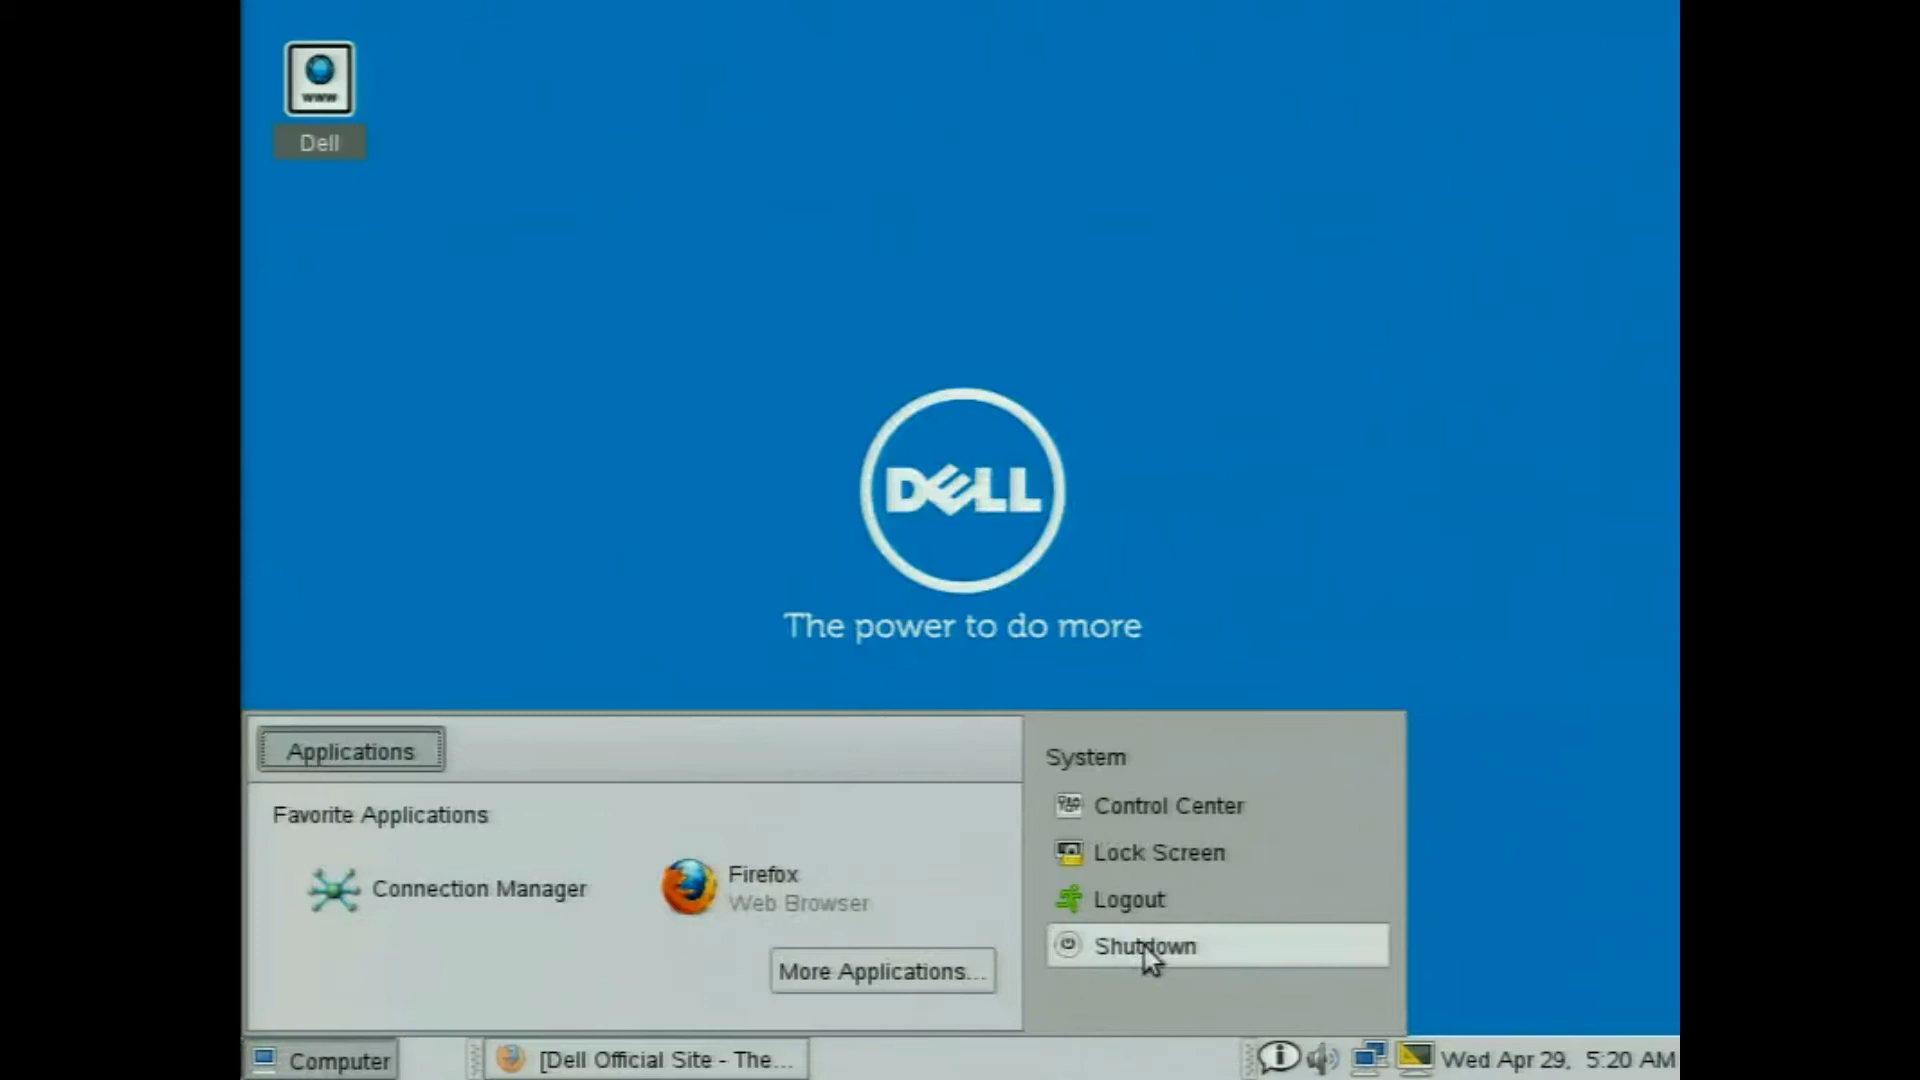 www
Dell
DELL
The power to do more
Applications
System
Favorite Applications
Control Center
Connection Manager
Firefox
Web Browser
Lock Screen
Logout
More Applications...
Shutdown
Computer
[Dell Official Site - The...
Wed Apr 29, 5:20 AM